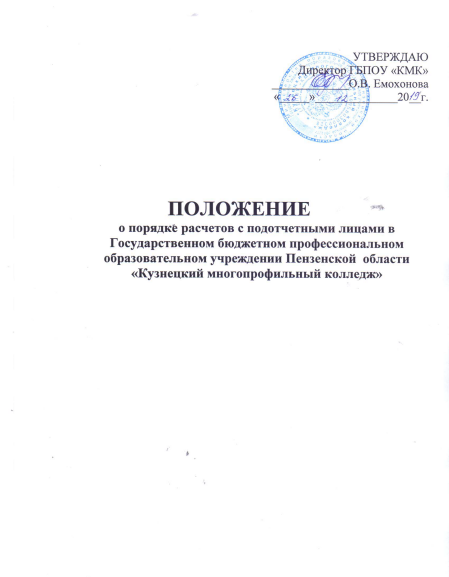 УТВЕРЖДАЮ
Директор ГБПОУ «КМК»
____________О.В. Емохонова
« 26 » 12 2019 г.
ПОЛОЖЕНИЕ
о порядке расчетов с подотчетными лицами в
Государственном бюджетном профессиональном
образовательном учреждении Пензенской области
«Кузнецкий многопрофильный колледж»